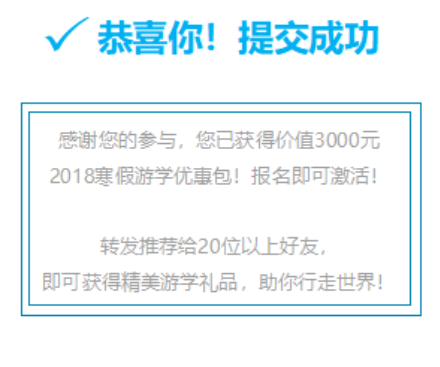 恭喜你！提交成功
感谢您的参与，您已获得价值3000元
2018寒假游学优惠包！报名即可激活！
转发推荐给20位以上好友，
即可获得精美游学礼品，助你行走世界！